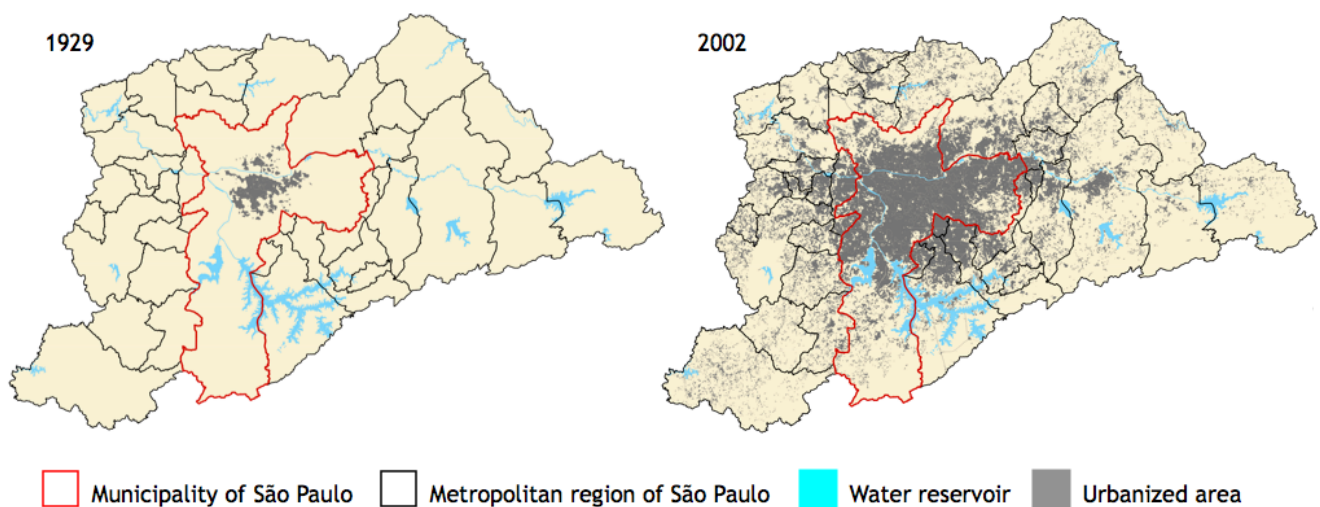 1929
2002
Municipality of São Paulo
Metropolitan region of São Paulo
Water reservoir
Urbanized area